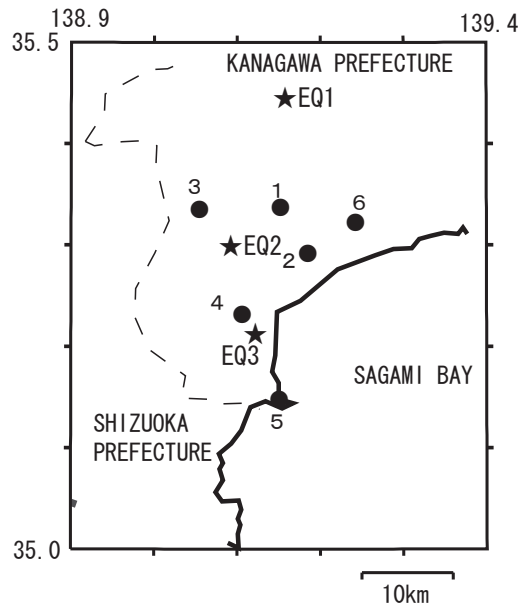 138.9
139.4
35.5
KANAGAWA PREFECTURE
EQ1
3
1
6
EQ2
2
4
EQ3
SAGAMI BAY
5
SHIZUOKA
PREFECTURE
35.0
10km